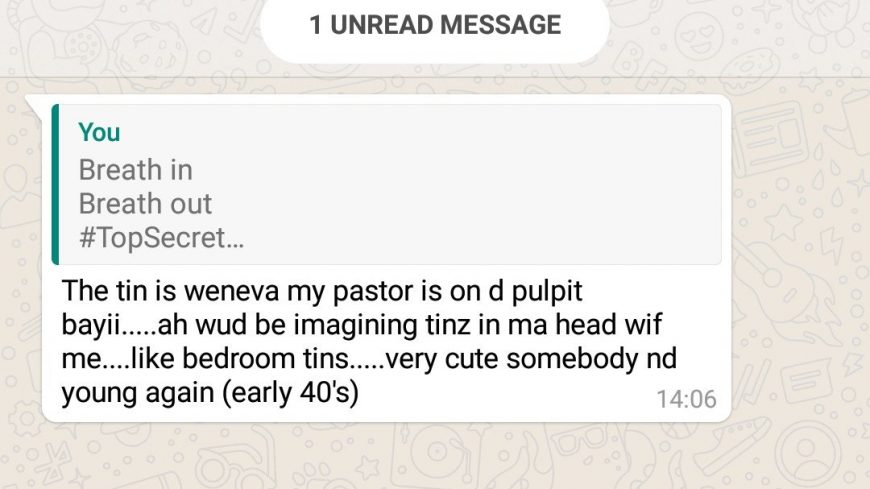 1 UNREAD MESSAGE
You
Breath in
Breath out
#TopSecret...
The tin is weneva my pastor is on d pulpit
bayii.....ah wud be imagining tinz in ma head wif
me....like bedroom tins.....very cute somebody nd
young again (early 40's)
14:06